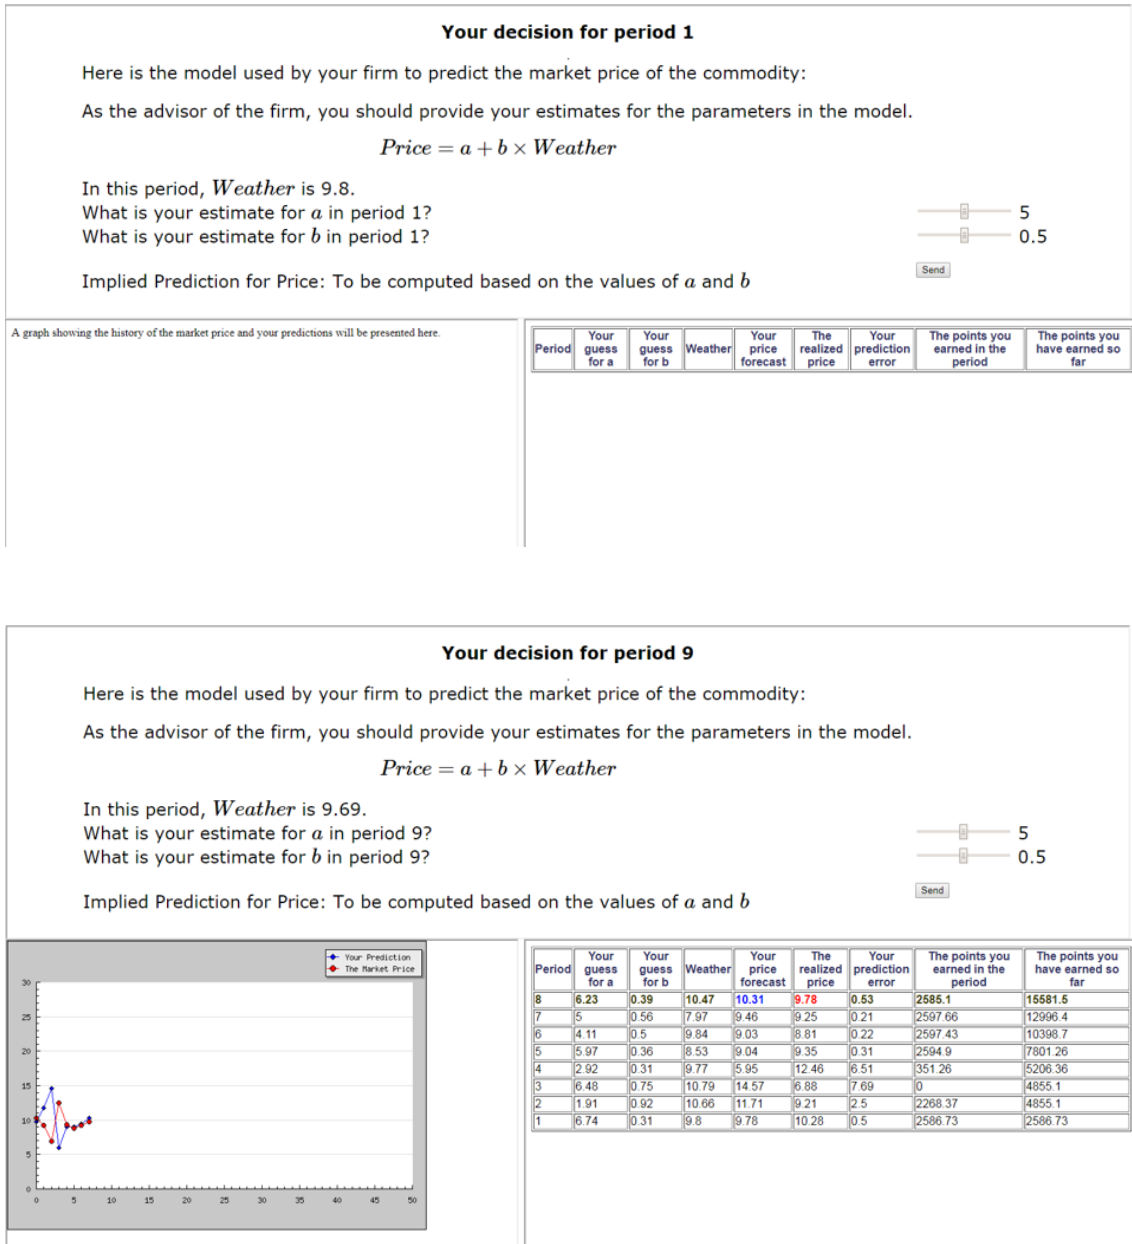 Your decision for period 1
Here is the model used by your firm to predict the market price of the commodity:
As the advisor of the firm, you should provide your estimates for the parameters in the model.
Price = a + b × Weather
In this period, Weather is 9.8.
What is your estimate for a in period 1? 5
What is your estimate for b in period 1? 0.5
Send
Implied Prediction for Price: To be computed based on the values of a and b
A graph showing the history of the market price and your predictions will be presented here.
Period Your guess for a Your guess for b Weather Your price forecast The realized price Your prediction error The points you earned in the period The points you have earned so far
Your decision for period 9
Here is the model used by your firm to predict the market price of the commodity:
As the advisor of the firm, you should provide your estimates for the parameters in the model.
Price = a + b × Weather
In this period, Weather is 9.69.
What is your estimate for a in period 9? 5
What is your estimate for b in period 9? 0.5
Send
Implied Prediction for Price: To be computed based on the values of a and b
Your Prediction
The Market Price
30
25
20
15
10
5
0
0 5 10 15 20 25 30 35 40 45 50
Period Your guess for a Your guess for b Weather Your price forecast The realized price Your prediction error The points you earned in the period The points you have earned so far
8 6.23 0.39 10.47 10.31 9.78 0.53 2585.1 15581.5
7 5 0.56 7.97 9.46 9.25 0.21 2597.66 12996.4
6 4.11 0.5 9.84 9.03 8.81 0.22 2597.43 10398.7
5 5.97 0.36 8.53 9.04 9.35 0.31 2594.9 7801.26
4 2.92 0.31 9.77 5.95 12.46 6.51 351.26 5206.36
3 6.48 0.75 10.79 14.57 6.88 7.69 0 4855.1
2 1.91 0.92 10.66 11.71 9.21 2.5 2268.37 4855.1
1 6.74 0.31 9.8 9.78 10.28 0.5 2586.73 2586.73